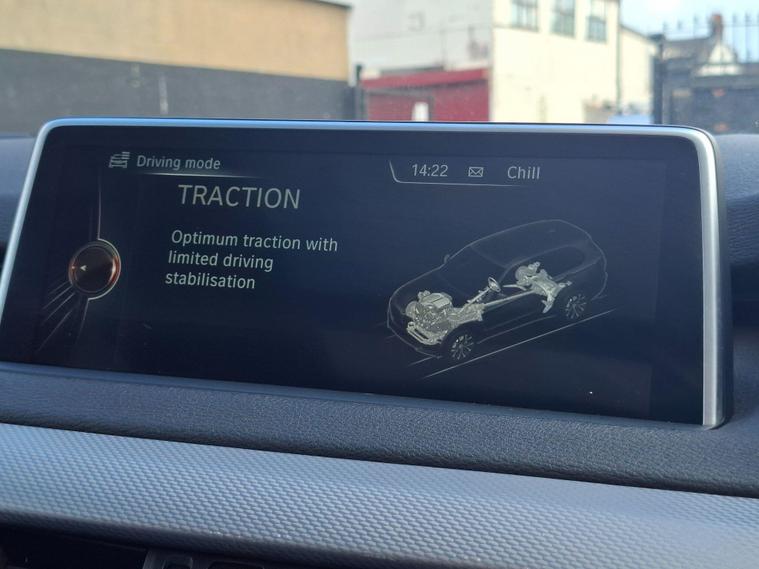 Driving mode
14:22 Chill
TRACTION
Optimum traction with
limited driving
stabilisation